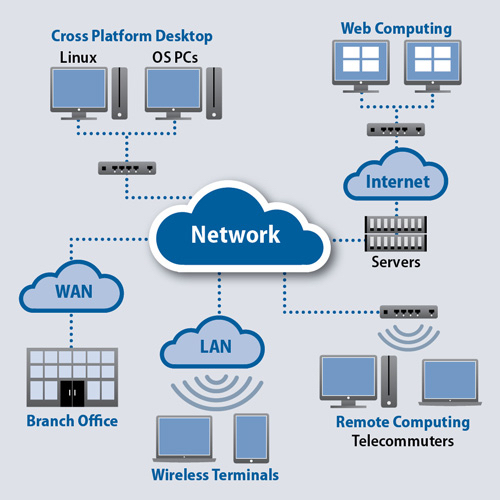 Cross Platform Desktop
Linux OS PCs
Web Computing
Internet
Network
Servers
WAN
LAN
Branch Office
Remote Computing
Telecommuters
Wireless Terminals